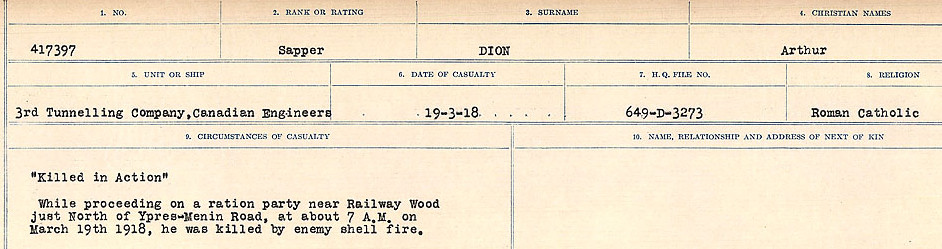 1. NO. 2. RANK OR RATING 3. SURNAME 4. CHRISTIAN NAMES
417397 Sapper DION Arthur
5. UNIT OR SHIP 6. DATE OF CASUALTY 7. H.Q. FILE NO. 8. RELIGION
3rd Tunnelling Company,Canadian Engineers . . 19-3-18. . . . . 649-D-3273 Roman Catholic
9. CIRCUMSTANCES OF CASUALTY 10. NAME, RELATIONSHIP AND ADDRESS OF NEXT OF KIN
"Killed in Action"
While proceeding on a ration party near Railway Wood
just North of Ypres-Menin Road, at about 7 A.M. on
March 19th 1918, he was killed by enemy shell fire.